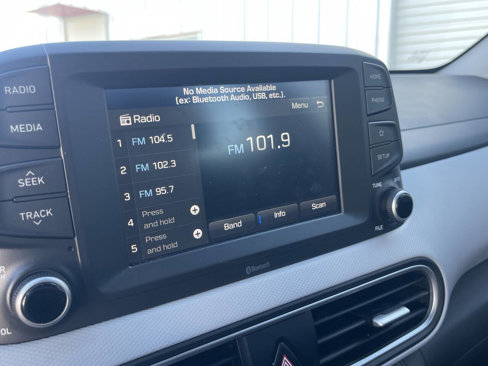 No Media Source Available
(ex: Bluetooth Audio, USB, etc.).
Radio
Menu
1 FM 104.5
2 FM 102.3
3 FM 95.7
4 Press and hold
5 Press and hold
FM 101.9
Band
Info
Scan
RADIO
MEDIA
SEEK
TRACK
HOME
PHONE
SETUP
TUNE
FILE
Bluetooth
OL